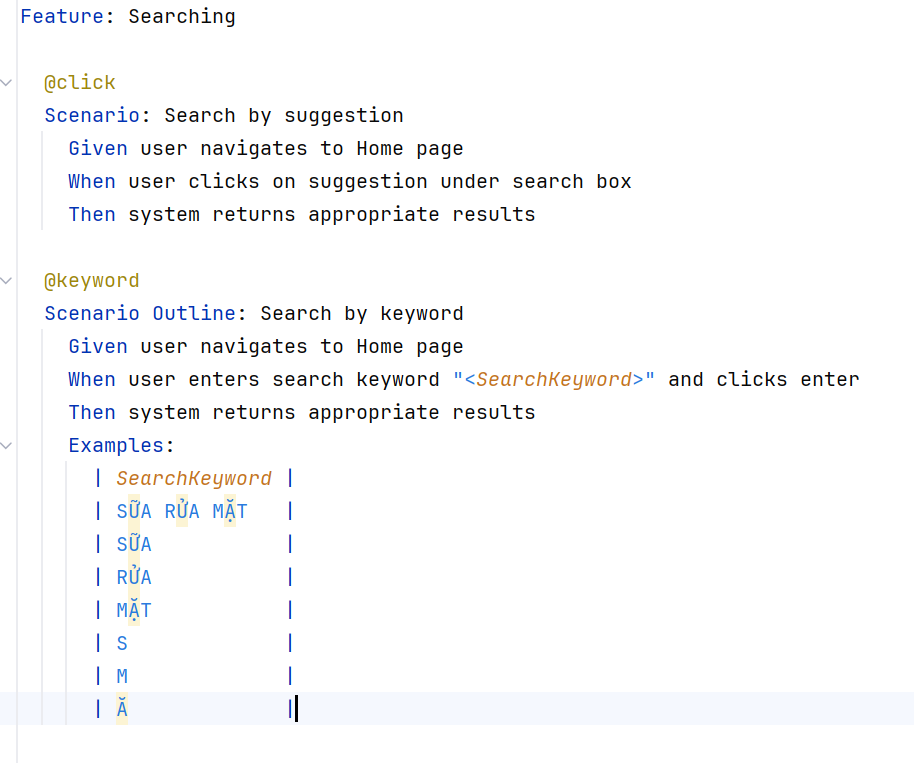 Feature: Searching
@click
Scenario: Search by suggestion
Given user navigates to Home page
When user clicks on suggestion under search box
Then system returns appropriate results
@keyword
Scenario Outline: Search by keyword
Given user navigates to Home page
When user enters search keyword "<SearchKeyword>" and clicks enter
Then system returns appropriate results
Examples:
| SearchKeyword |
| SỮA RỬA MẶT |
| SỮA |
| RỬA |
| MẶT |
| S |
| M |
| Ă |